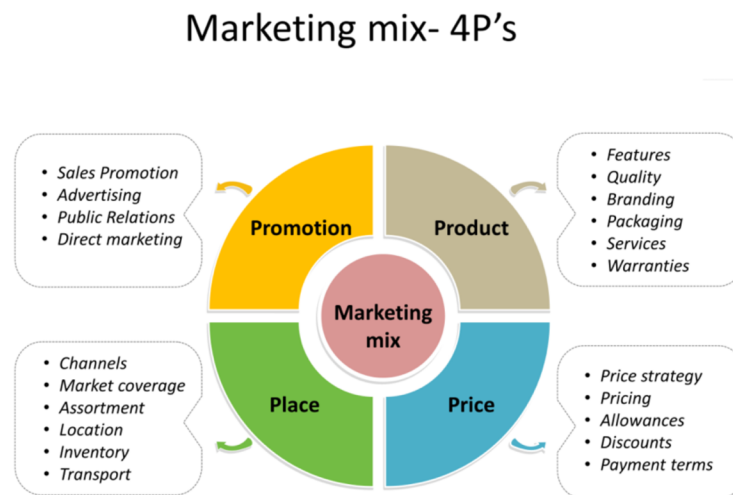 Marketing mix- 4P’s
• Sales Promotion
• Advertising
• Public Relations
• Direct marketing
Promotion
Product
• Features
• Quality
• Branding
• Packaging
• Services
• Warranties
Marketing
mix
• Channels
• Market coverage
• Assortment
• Location
• Inventory
• Transport
Place
Price
• Price strategy
• Pricing
• Allowances
• Discounts
• Payment terms